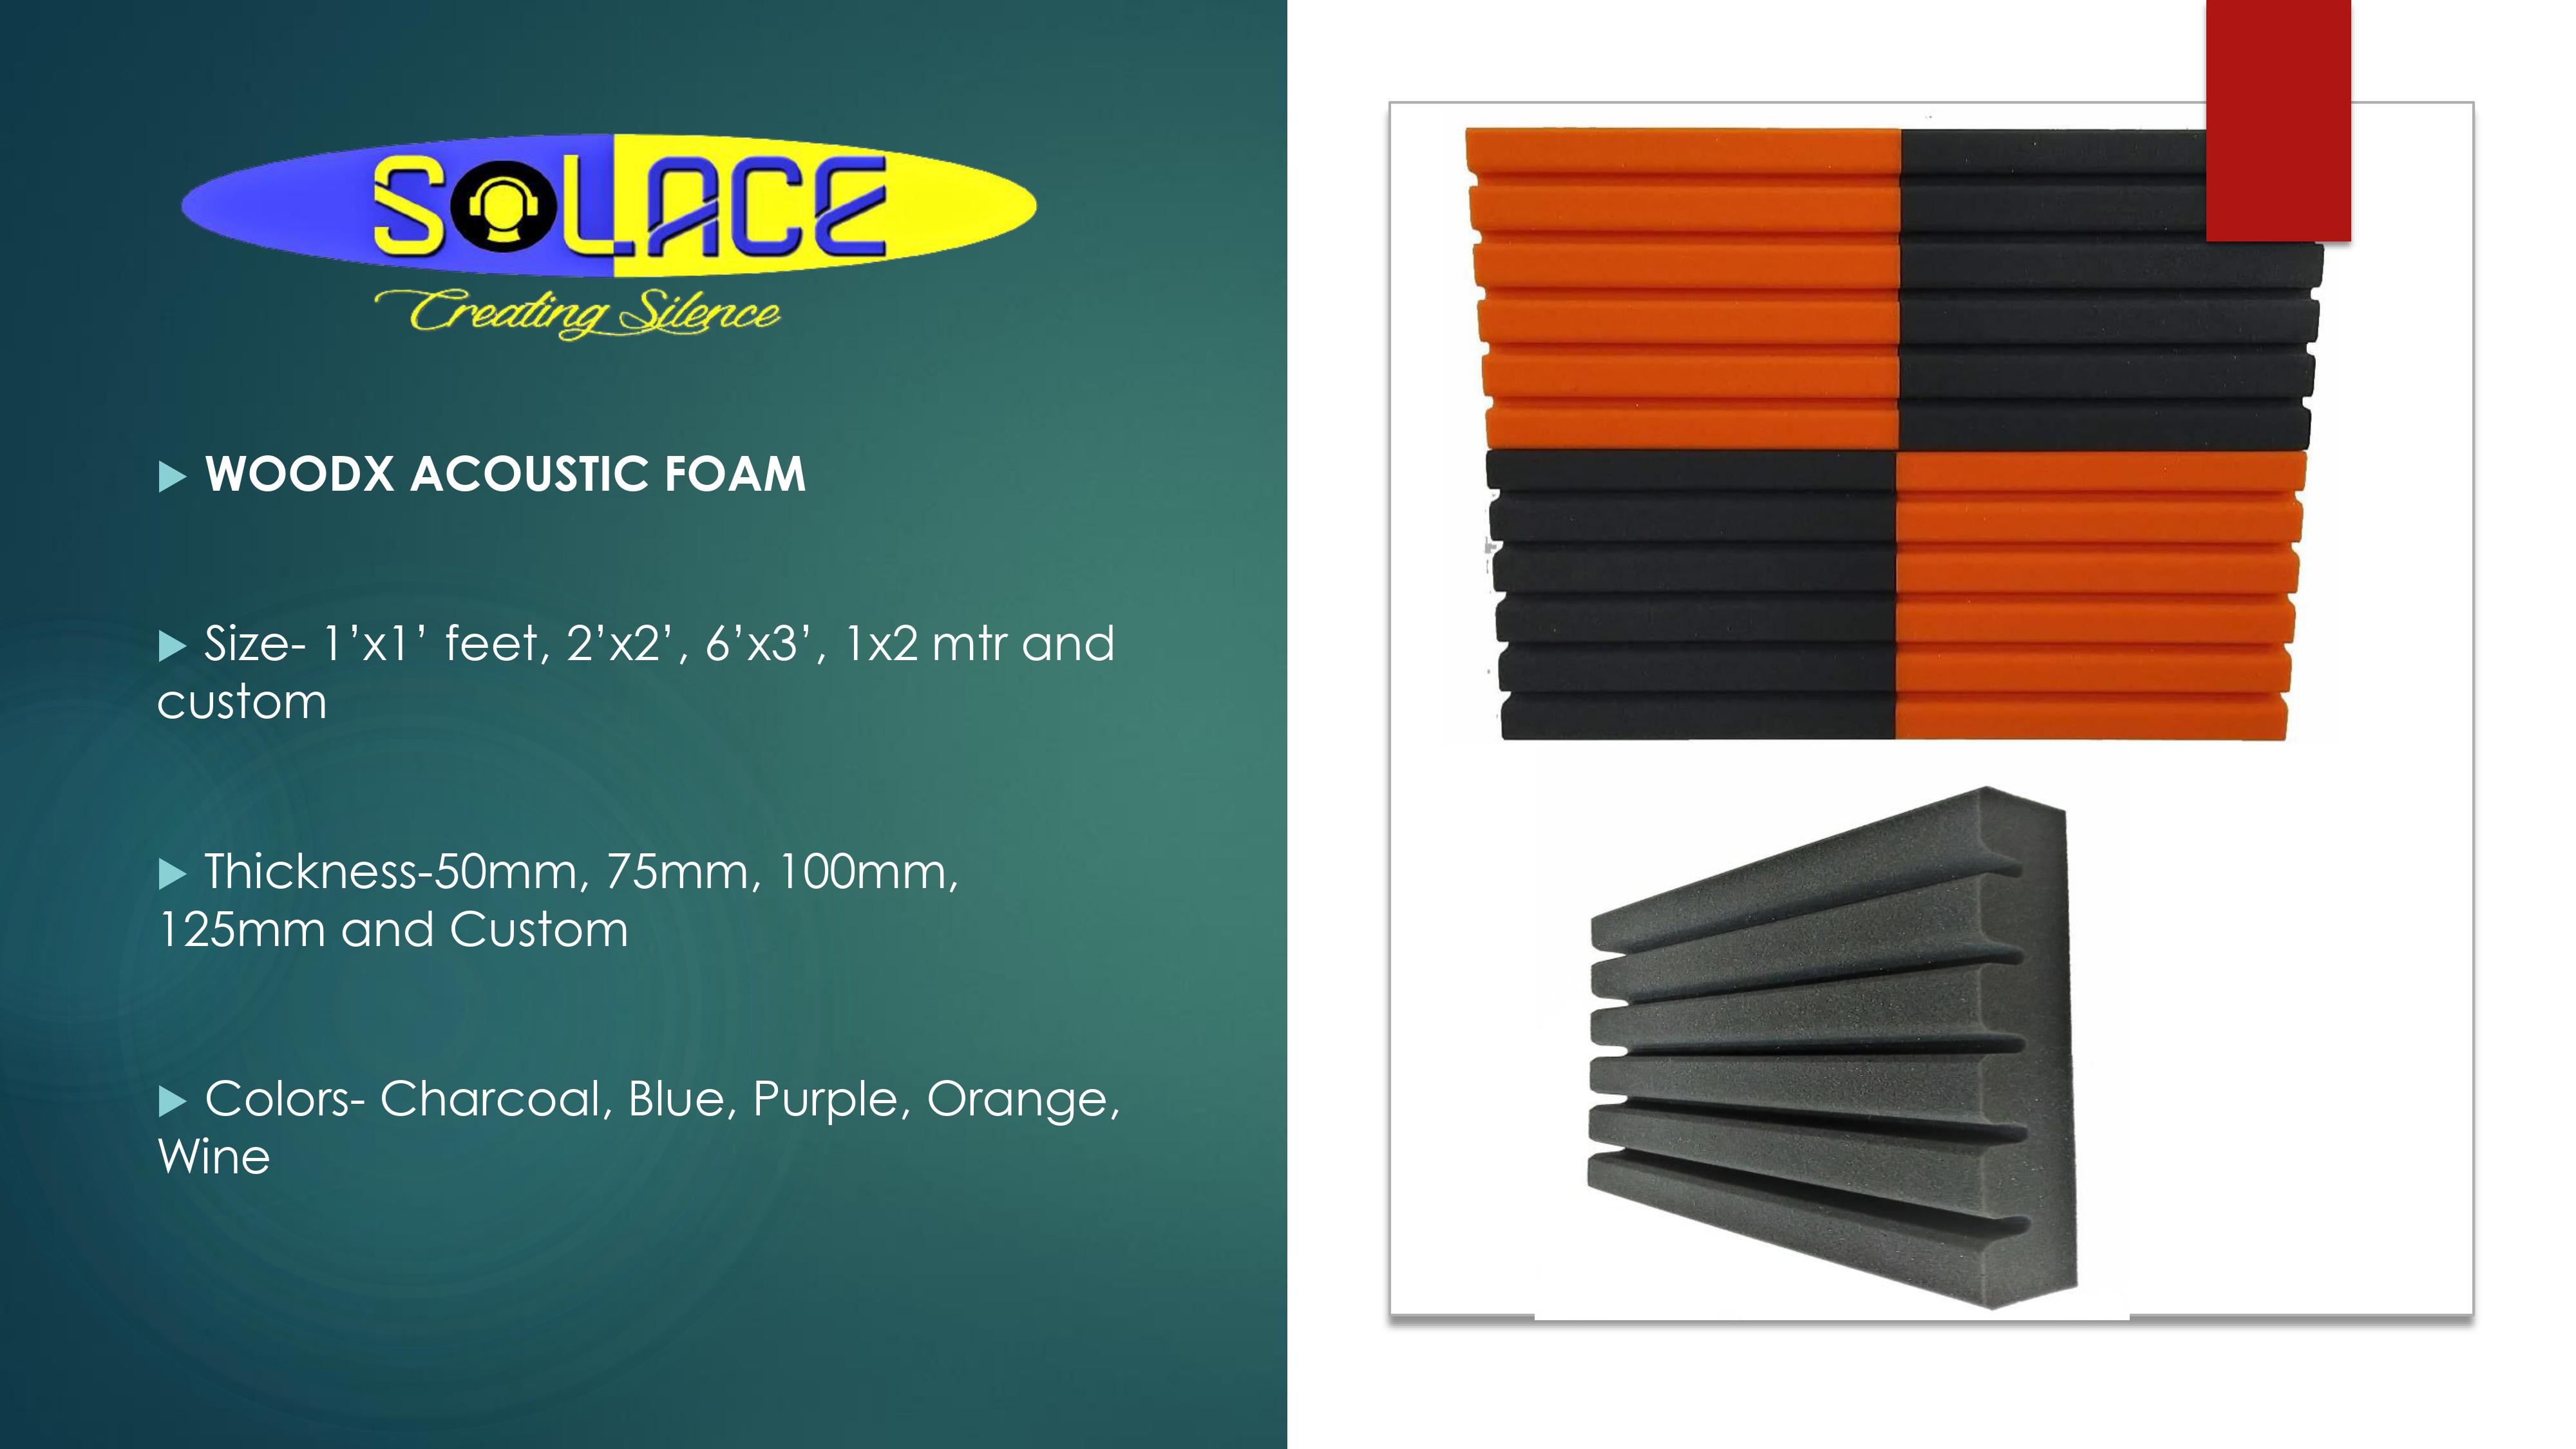 SOLACE
Creating Silence
WOODX ACOUSTIC FOAM
Size- 1’x1’ feet, 2’x2’, 6’x3’, 1x2 mtr and
custom
Thickness-50mm, 75mm, 100mm,
125mm and Custom
Colors- Charcoal, Blue, Purple, Orange,
Wine